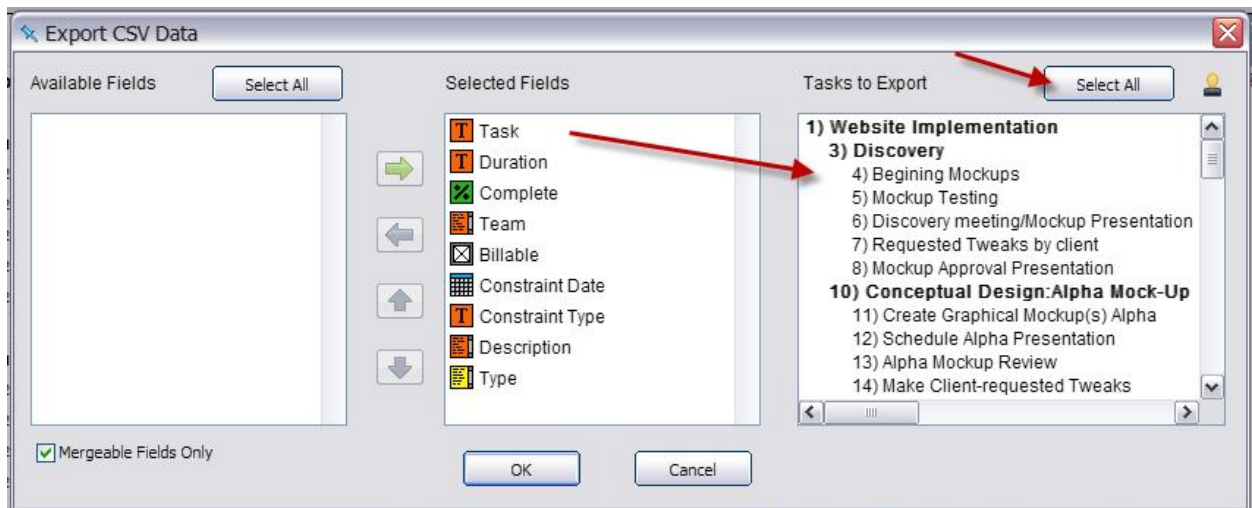 Export CSV Data
Available Fields
Select All
Selected Fields
Tasks to Export
Select All
Task
Duration
Complete
Team
Billable
Constraint Date
Constraint Type
Description
Type
1) Website Implementation
3) Discovery
4) Begining Mockups
5) Mockup Testing
6) Discovery meeting/Mockup Presentation
7) Requested Tweaks by client
8) Mockup Approval Presentation
10) Conceptual Design:Alpha Mock-Up
11) Create Graphical Mockup(s) Alpha
12) Schedule Alpha Presentation
13) Alpha Mockup Review
14) Make Client-requested Tweaks
Mergeable Fields Only
OK
Cancel